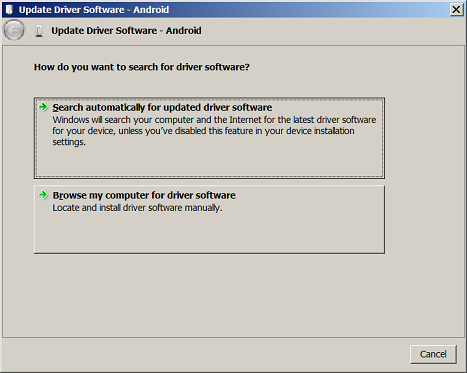 Update Driver Software - Android
Update Driver Software - Android
How do you want to search for driver software?
Search automatically for updated driver software
Windows will search your computer and the Internet for the latest driver software
for your device, unless you've disabled this feature in your device installation
settings.
Browse my computer for driver software
Locate and install driver software manually.
Cancel